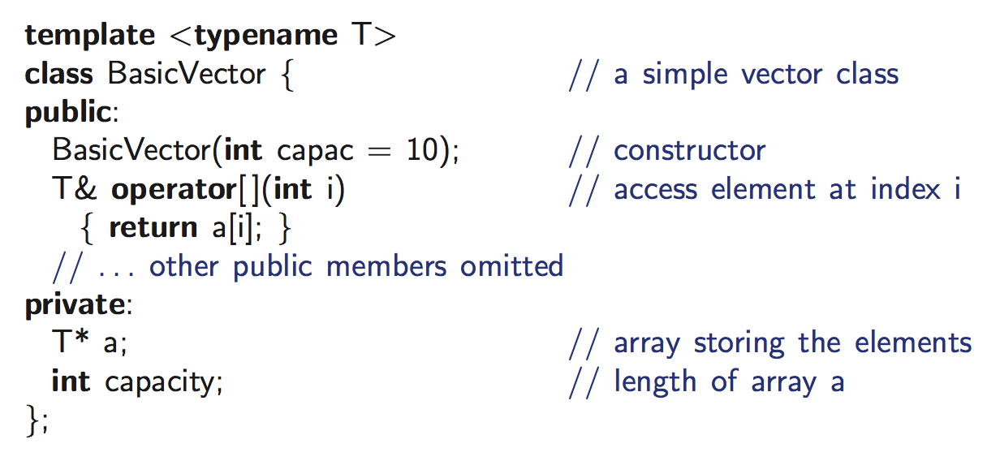 template <typename T>
class BasicVector { // a simple vector class
public:
BasicVector(int capac = 10); // constructor
T& operator[](int i) // access element at index i
{ return a[i]; }
// ... other public members omitted
private:
T* a; // array storing the elements
int capacity; // length of array a
};